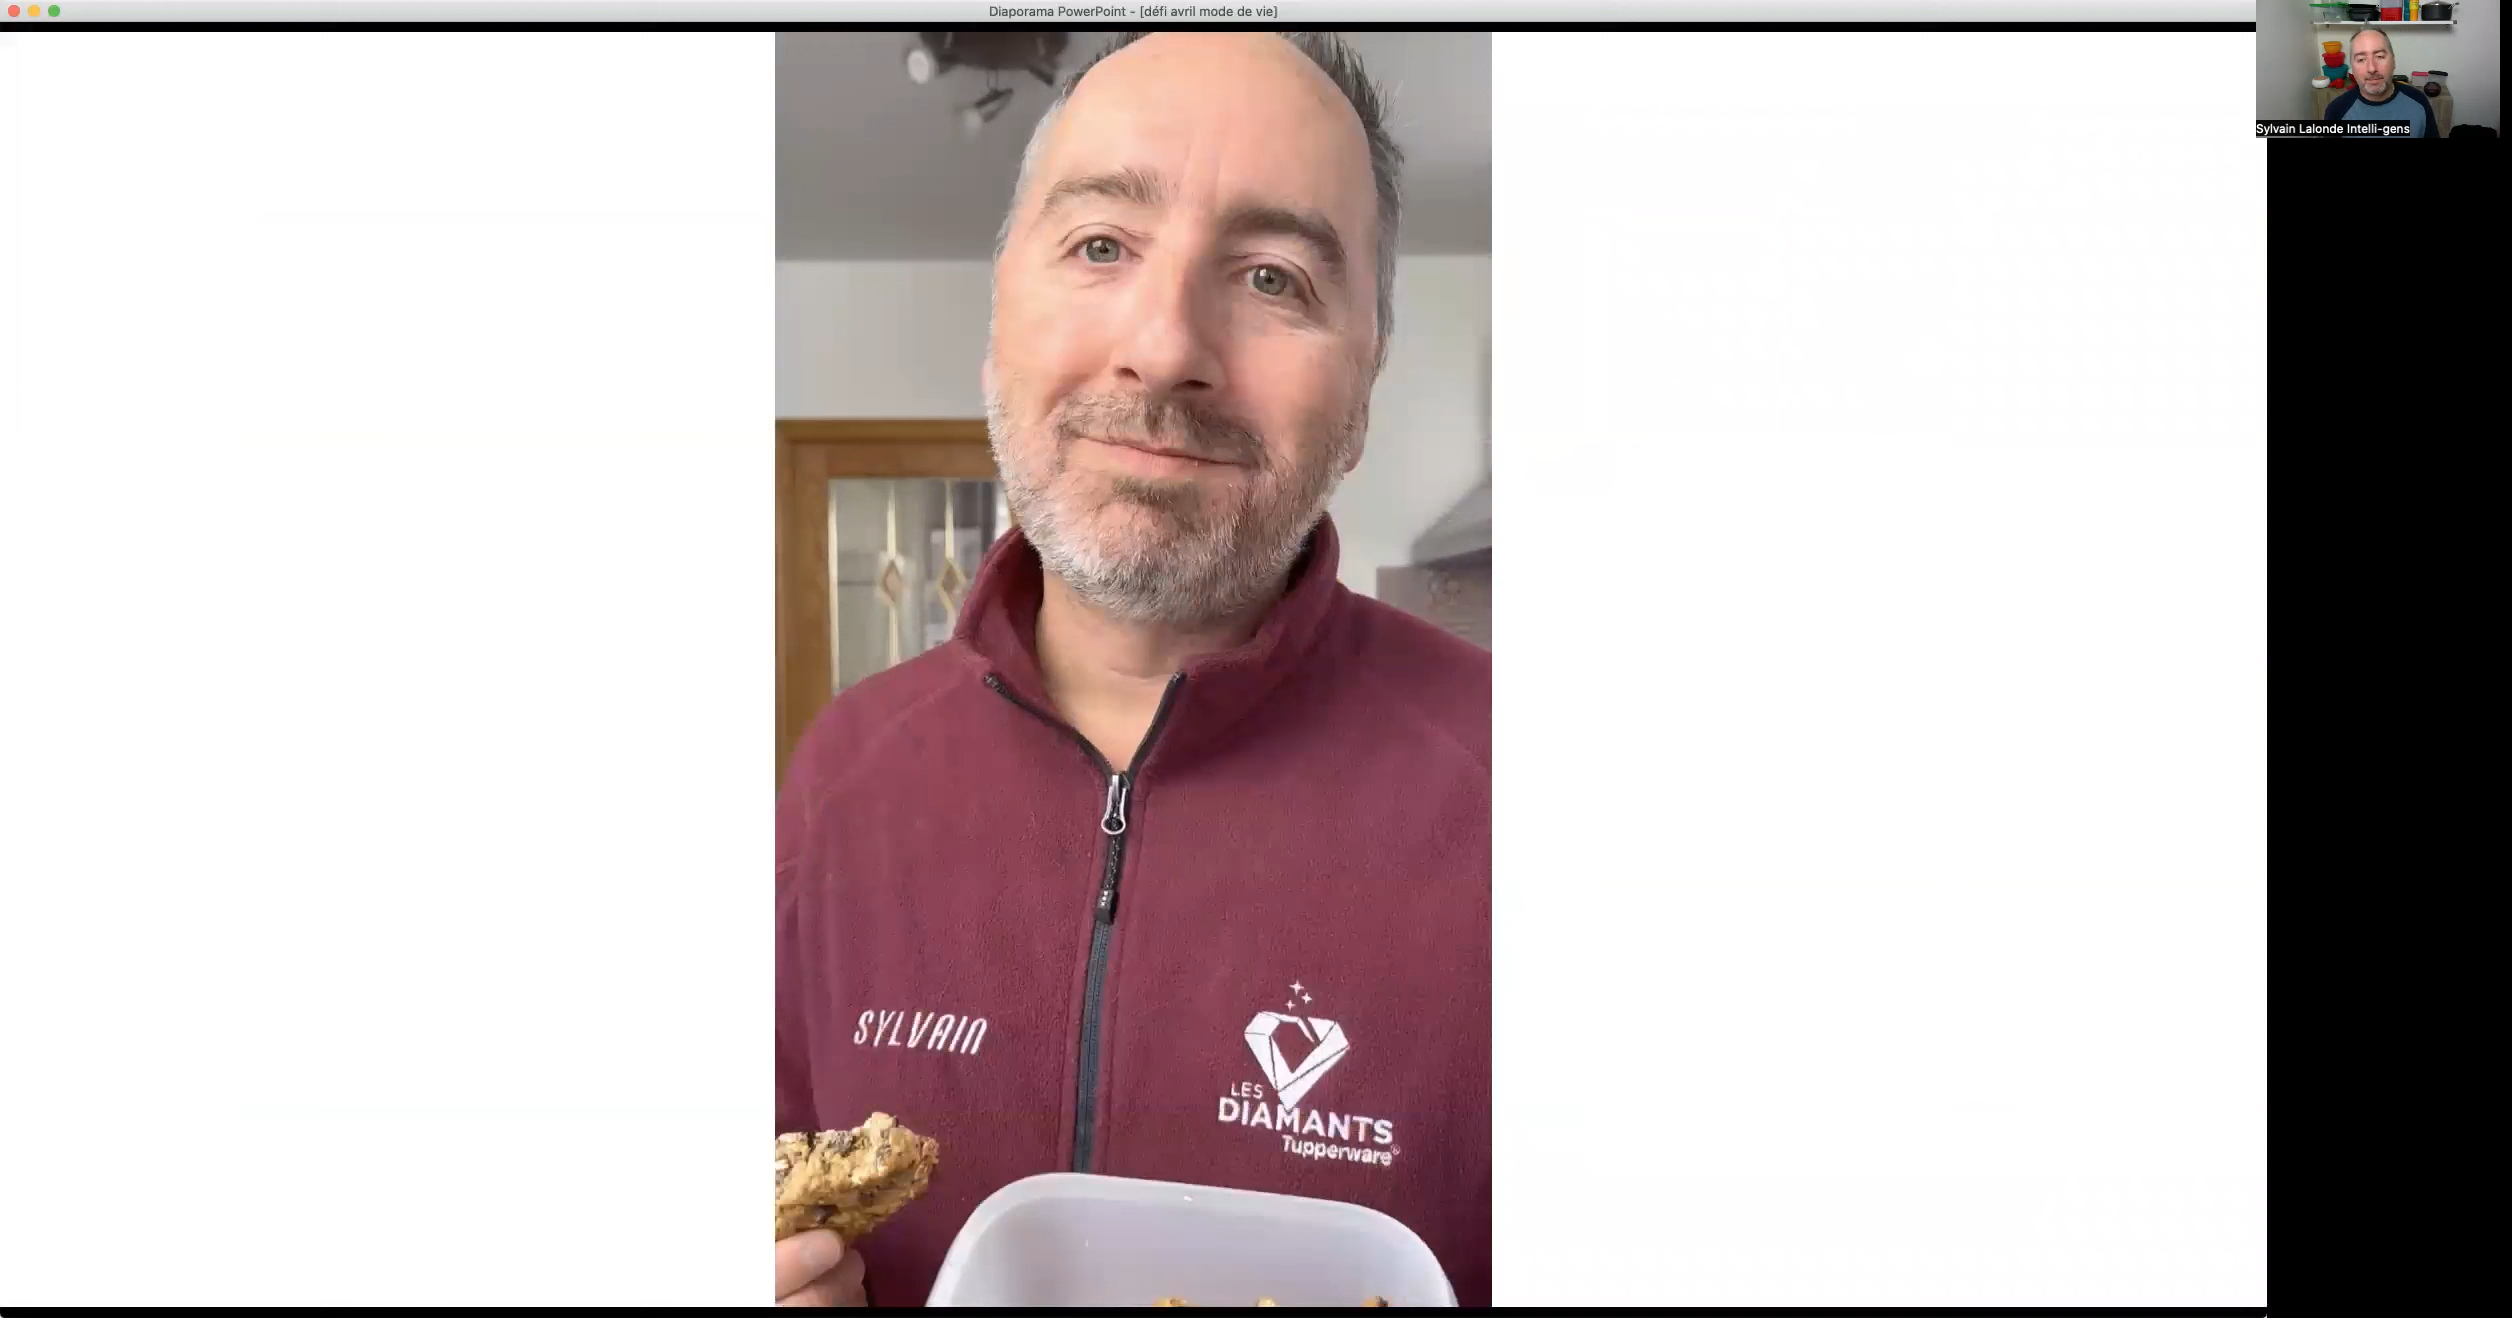 Diaporama PowerPoint - [défi avril mode de vie]
Sylvain Lalonde Intelli-gens
SYLVAIN
LES
DIAMANTS
Tupperware®